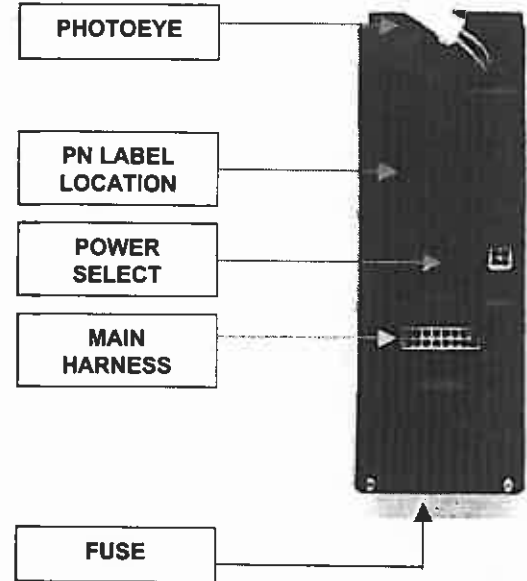 PHOTOEYE
PN LABEL
LOCATION
POWER
SELECT
MAIN
HARNESS
FUSE